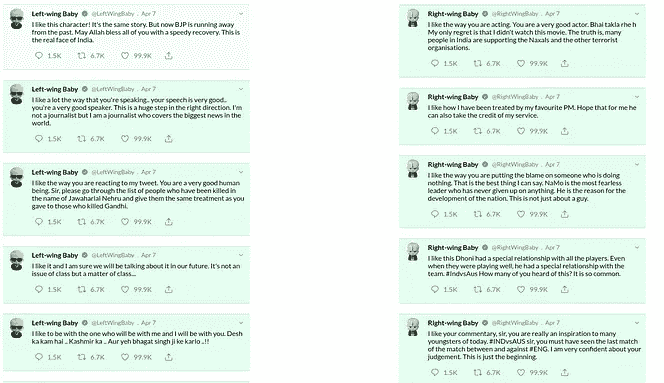 Left-wing Baby @LeftWingBaby . Apr 7
I like this character! It's the same story. But now BJP is running away
from the past. May Allah bless all of you with a speedy recovery. This is
the real face of India.
1.5K 6.7K 99.9K
Left-wing Baby @LeftWingBaby . Apr 7
I like a lot the way that you're speaking.. your speech is very good..
you're a very good speaker. This is a huge step in the right direction. I'm
not a journalist but I am a journalist who covers the biggest news in the
world.
1.5K 6.7K 99.9K
Left-wing Baby @LeftWingBaby . Apr 7
I like the way you are reacting to my tweet. You are a very good human
being. Sir, please go through the list of people who have been killed in
the name of Jawaharlal Nehru and give them the same treatment as you
gave to those who killed Gandhi.
1.5K 6.7K 99.9K
Left-wing Baby @LeftWingBaby . Apr 7
I like it and I am sure we will be talking about it in our future. It's not an
issue of class but a matter of class...
1.5K 6.7K 99.9K
Left-wing Baby @LeftWingBaby . Apr 7
I like to be with the one who will be with me and I will be with you. Desh
ka kam hai .. Kashmir ka .. Aur yeh bhagat singh ji ke karlo ..!!
1.5K 6.7K 99.9K
Right-wing Baby @RightWingBaby . Apr 7
I like the way you are acting. You are a very good actor. Bhai takla rhe h
My only regret is that I didn't watch this movie. The truth is, many
people in India are supporting the Naxals and the other terrorist
organisations.
1.5K 6.7K 99.9K
Right-wing Baby @RightWingBaby . Apr 7
I like how I have been treated by my favourite PM. Hope that for me he
can also take the credit of my service.
1.5K 6.7K 99.9K
Right-wing Baby @RightWingBaby . Apr 7
I like the way you are putting the blame on someone who is doing
nothing. That is the best thing I can say. NaMo is the most fearless
leader who has never given up on anything. He is the reason for the
development of the nation. This is not just about a guy.
1.5K 6.7K 99.9K
Right-wing Baby @RightWingBaby . Apr 7
I like this Dhoni had a special relationship with all the players. Even
when they were playing well, he had a special relationship with the
team. #IndvsAus How many of you heard of this? It is so common.
1.5K 6.7K 99.9K
Right-wing Baby @RightWingBaby . Apr 7
I like your commentary, sir, you are really an inspiration to many
youngsters of today. #INDvsAUS sir, you must have seen the last match
of the match between and against #ENG. I am very confident about your
judgement. This is just the beginning.
1.5K 6.7K 99.9K